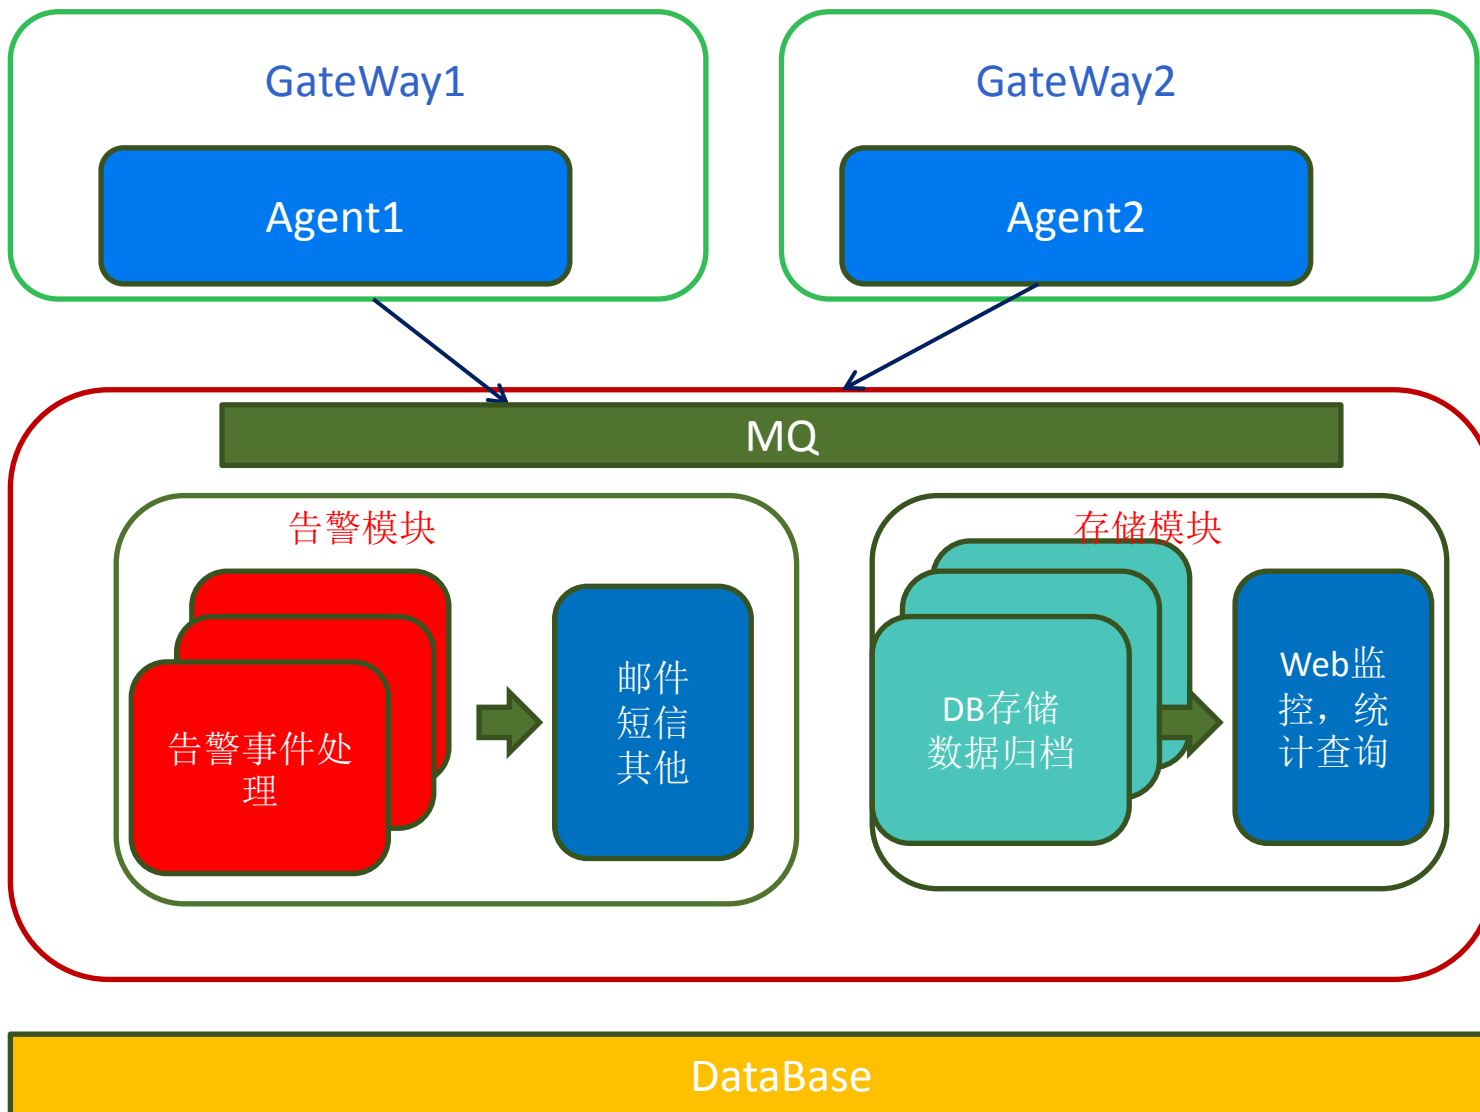 GateWay1
GateWay2
Agent1
Agent2
MQ
告警模块
存储模块
告警事件处
理
邮件
短信
其他
DB存储
数据归档
Web监
控，统
计查询
DataBase